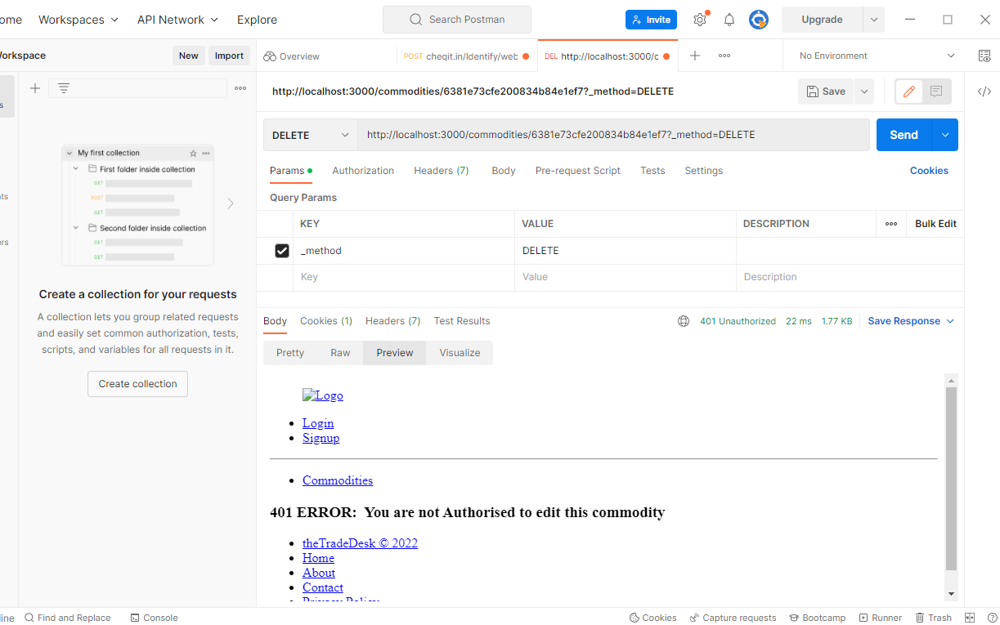 ome Workspaces API Network Explore Search Postman Invite Upgrade
orkspace New Import Overview POST cheqit.in/Identify/web DEL http://localhost:3000/c No Environment
http://localhost:3000/commodities/6381e73cfe200834b84e1ef7?_method=DELETE Save
s
DELETE http://localhost:3000/commodities/6381e73cfe200834b84e1ef7?_method=DELETE Send
My first collection
First folder inside collection
GET
POST
GET
Second folder inside collection
GET
GET
Params Authorization Headers (7) Body Pre-request Script Tests Settings Cookies
nts
Query Params
KEY VALUE DESCRIPTION Bulk Edit
ers
_method DELETE
Key Value Description
Create a collection for your requests
A collection lets you group related requests
and easily set common authorization, tests,
scripts, and variables for all requests in it.
Create collection
Body Cookies (1) Headers (7) Test Results 401 Unauthorized 22 ms 1.77 KB Save Response
Pretty Raw Preview Visualize
Logo
Login
Signup
Commodities
401 ERROR: You are not Authorised to edit this commodity
theTradeDesk © 2022
Home
About
Contact
Privacy Policy
line Find and Replace Console Cookies Capture requests Bootcamp Runner Trash